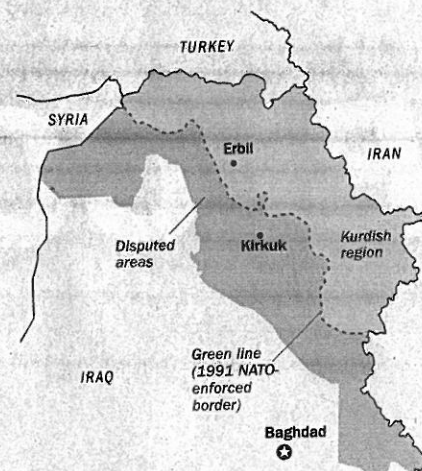 TURKEY
SYRIA
IRAN
Erbil
Disputed
areas
Kirkuk
Kurdish
region
Green line
(1991 NATO-
enforced
border)
IRAQ
Baghdad